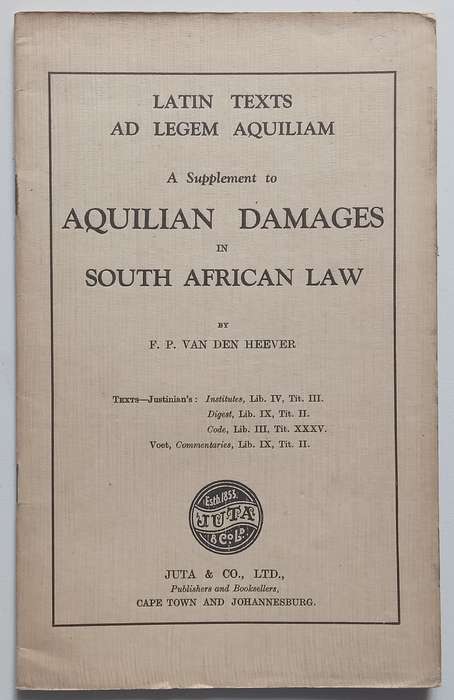 LATIN TEXTS
AD LEGEM AQUILIAM
A Supplement to
AQUILIAN DAMAGES
IN
SOUTH AFRICAN LAW
BY
F. P. VAN DEN HEEVER
TEXTS—Justinian's: Institutes, Lib. IV, Tit. III.
Digest, Lib. IX, Tit. II.
Code, Lib. III, Tit. XXXV.
Voet, Commentaries, Lib. IX, Tit. II.
Estb. 1853.
JUTA
& Co. Ld.
JUTA & CO., LTD.,
Publishers and Booksellers,
CAPE TOWN AND JOHANNESBURG.